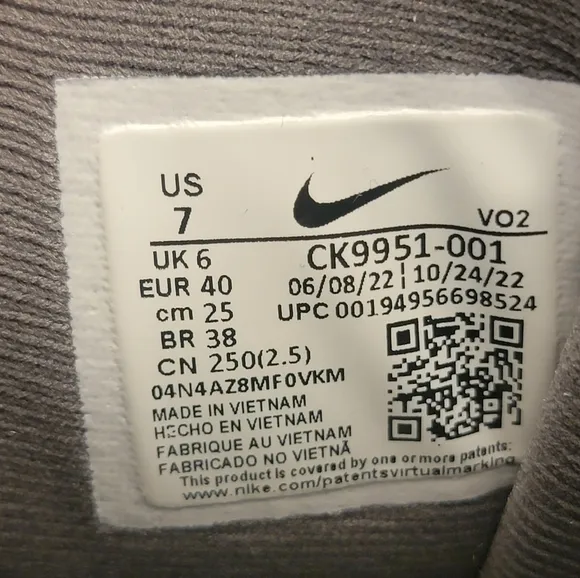 US
7
VO2
UK 6
CK9951-001
EUR 40
06/08/22 | 10/24/22
cm 25
UPC 00194956698524
BR 38
CN 250(2.5)
04N4AZ8MF0VKM
MADE IN VIETNAM
HECHO EN VIETNAM
FABRIQUE AU VIETNAM
FABRICADO NO VIETNÃ
This product is covered by one or more patents:
www.nike.com/patentsvirtualmarking